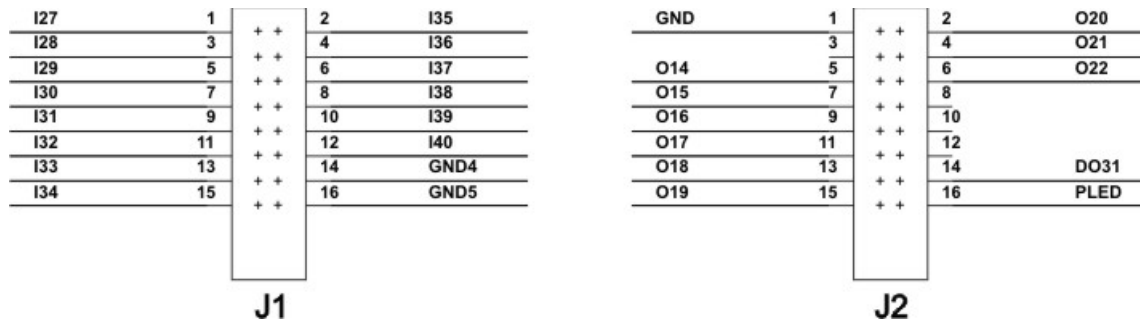 I27 1 2 I35 GND 1 2 O20
I28 3 4 I36 3 4 O21
I29 5 6 I37 O14 5 6 O22
I30 7 8 I38 O15 7 8
I31 9 10 I39 O16 9 10
I32 11 12 I40 O17 11 12
I33 13 14 GND4 O18 13 14 DO31
I34 15 16 GND5 O19 15 16 PLED
J1 J2